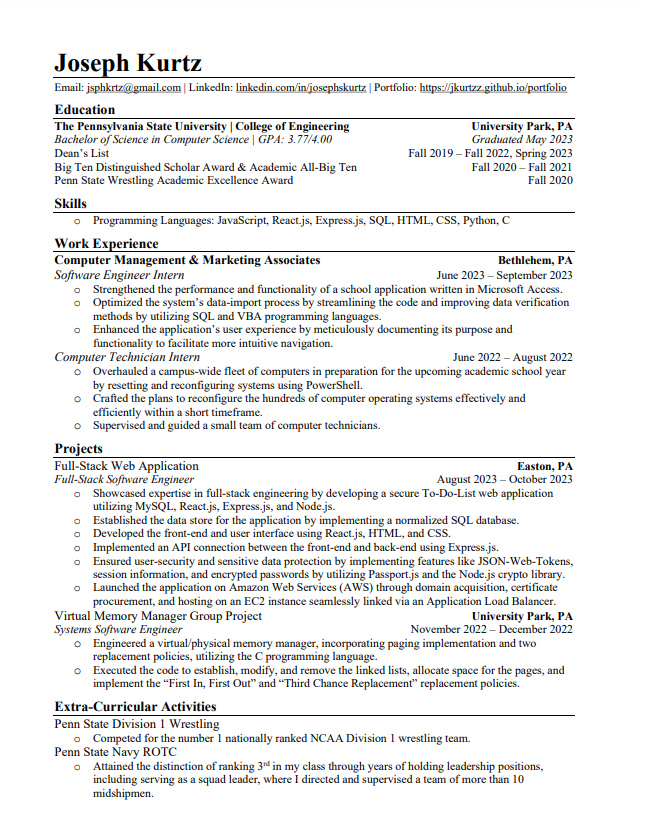 Joseph Kurtz
Email: jsphkrtz@gmail.com | LinkedIn: linkedin.com/in/josephskurtz | Portfolio: https://jkurtzz.github.io/portfolio
Education
The Pennsylvania State University | College of Engineering University Park, PA
Bachelor of Science in Computer Science | GPA: 3.77/4.00 Graduated May 2023
Dean's List Fall 2019 – Fall 2022, Spring 2023
Big Ten Distinguished Scholar Award & Academic All-Big Ten Fall 2020 – Fall 2021
Penn State Wrestling Academic Excellence Award Fall 2020
Skills
o Programming Languages: JavaScript, React.js, Express.js, SQL, HTML, CSS, Python, C
Work Experience
Computer Management & Marketing Associates Bethlehem, PA
Software Engineer Intern June 2023 – September 2023
o Strengthened the performance and functionality of a school application written in Microsoft Access.
o Optimized the system's data-import process by streamlining the code and improving data verification
methods by utilizing SQL and VBA programming languages.
o Enhanced the application's user experience by meticulously documenting its purpose and
functionality to facilitate more intuitive navigation.
Computer Technician Intern June 2022 – August 2022
o Overhauled a campus-wide fleet of computers in preparation for the upcoming academic school year
by resetting and reconfiguring systems using PowerShell.
o Crafted the plans to reconfigure the hundreds of computer operating systems effectively and
efficiently within a short timeframe.
o Supervised and guided a small team of computer technicians.
Projects
Full-Stack Web Application Easton, PA
Full-Stack Software Engineer August 2023 – October 2023
o Showcased expertise in full-stack engineering by developing a secure To-Do-List web application
utilizing MySQL, React.js, Express.js, and Node.js.
o Established the data store for the application by implementing a normalized SQL database.
o Developed the front-end and user interface using React.js, HTML, and CSS.
o Implemented an API connection between the front-end and back-end using Express.js.
o Ensured user-security and sensitive data protection by implementing features like JSON-Web-Tokens,
session information, and encrypted passwords by utilizing Passport.js and the Node.js crypto library.
o Launched the application on Amazon Web Services (AWS) through domain acquisition, certificate
procurement, and hosting on an EC2 instance seamlessly linked via an Application Load Balancer.
Virtual Memory Manager Group Project University Park, PA
Systems Software Engineer November 2022 – December 2022
o Engineered a virtual/physical memory manager, incorporating paging implementation and two
replacement policies, utilizing the C programming language.
o Executed the code to establish, modify, and remove the linked lists, allocate space for the pages, and
implement the “First In, First Out” and “Third Chance Replacement” replacement policies.
Extra-Curricular Activities
Penn State Division 1 Wrestling
o Competed for the number 1 nationally ranked NCAA Division 1 wrestling team.
Penn State Navy ROTC
o Attained the distinction of ranking 3rd in my class through years of holding leadership positions,
including serving as a squad leader, where I directed and supervised a team of more than 10
midshipmen.